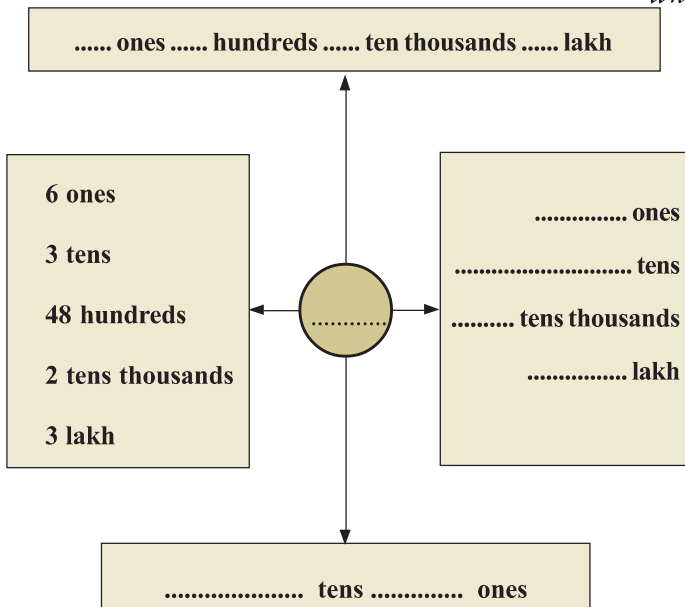 ...... ones ...... hundreds ...... ten thousands ...... lakh
6 ones
3 tens
48 hundreds
2 tens thousands
3 lakh
............
............... ones
............................. tens
.......... tens thousands
................ lakh
...................... tens .............. ones